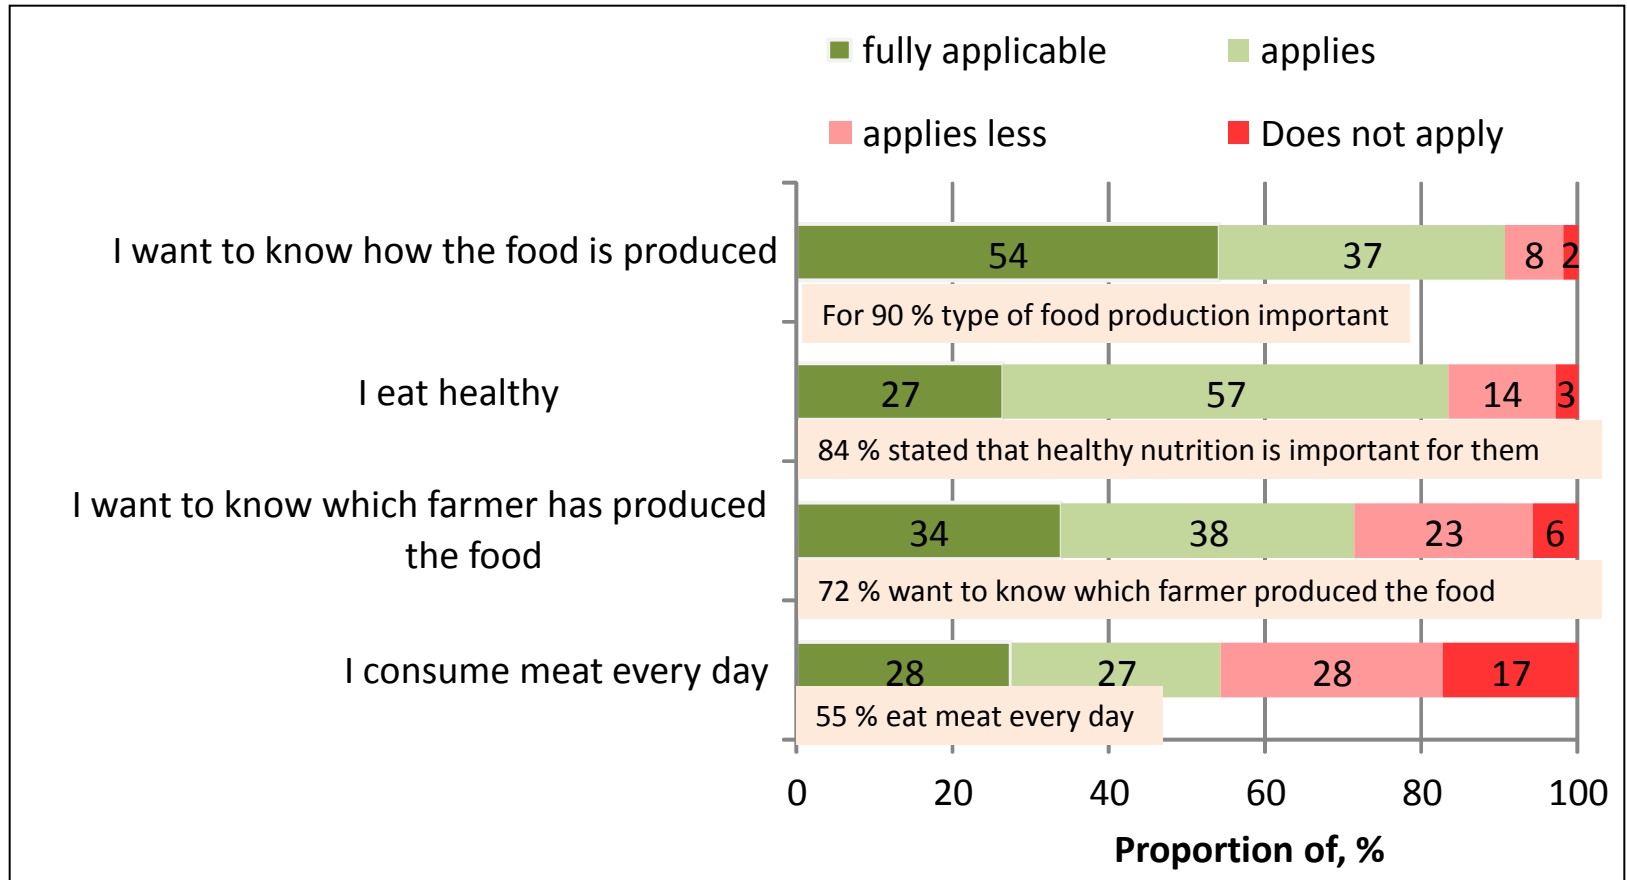 fully applicable
applies
applies less
Does not apply
I want to know how the food is produced
54
37
8
2
For 90 % type of food production important
I eat healthy
27
57
14
3
84 % stated that healthy nutrition is important for them
I want to know which farmer has produced
the food
34
38
23
6
72 % want to know which farmer produced the food
I consume meat every day
28
27
28
17
55 % eat meat every day
0
20
40
60
80
100
Proportion of, %